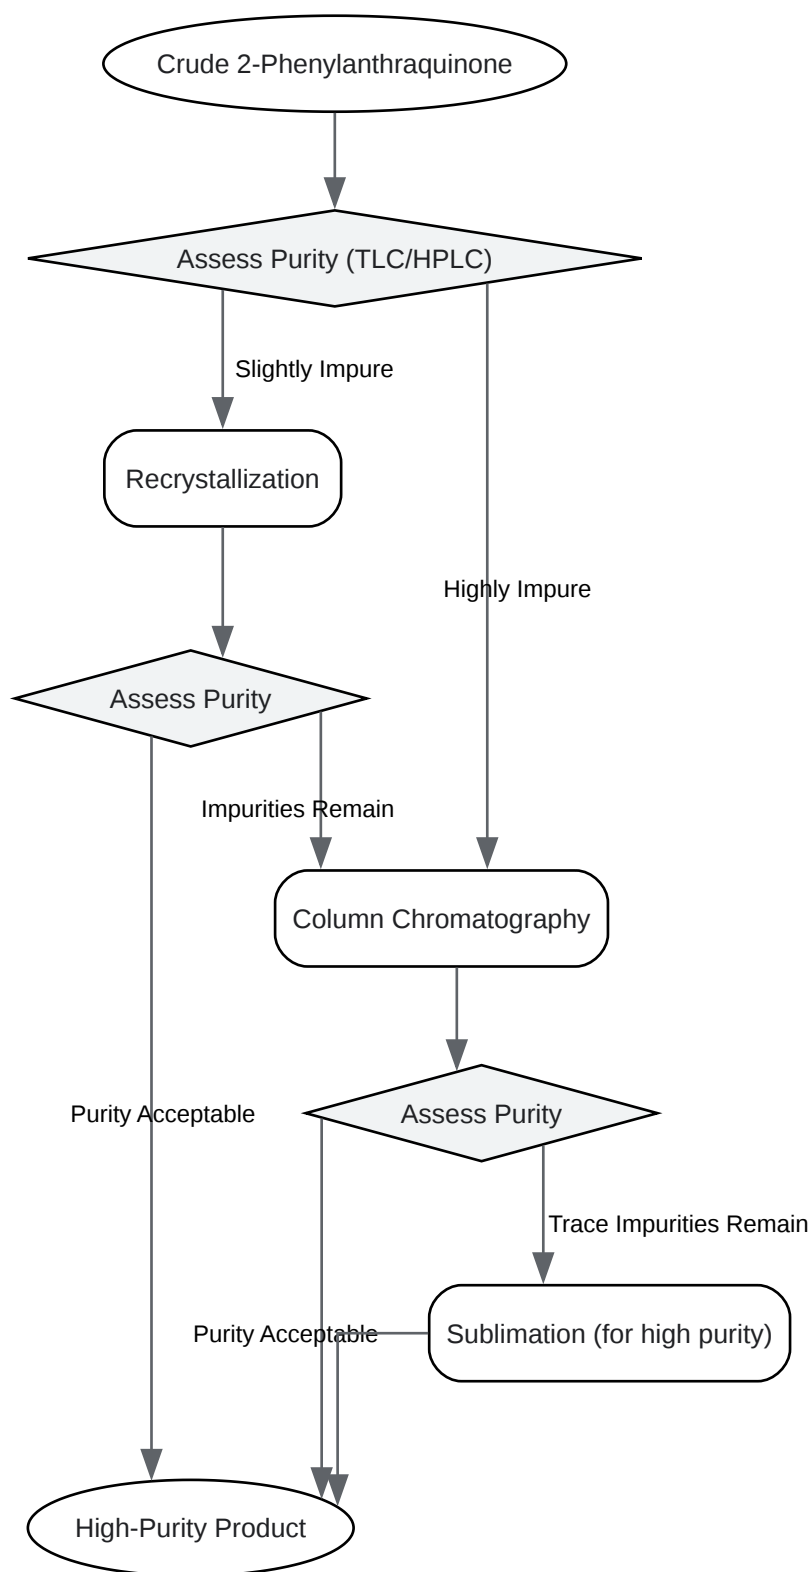 Crude 2-Phenylanthraquinone
Assess Purity (TLC/HPLC)
Slightly Impure
Recrystallization
Highly Impure
Assess Purity
Impurities Remain
Column Chromatography
Purity Acceptable
Assess Purity
Trace Impurities Remain
Purity Acceptable
Sublimation (for high purity)
High-Purity Product